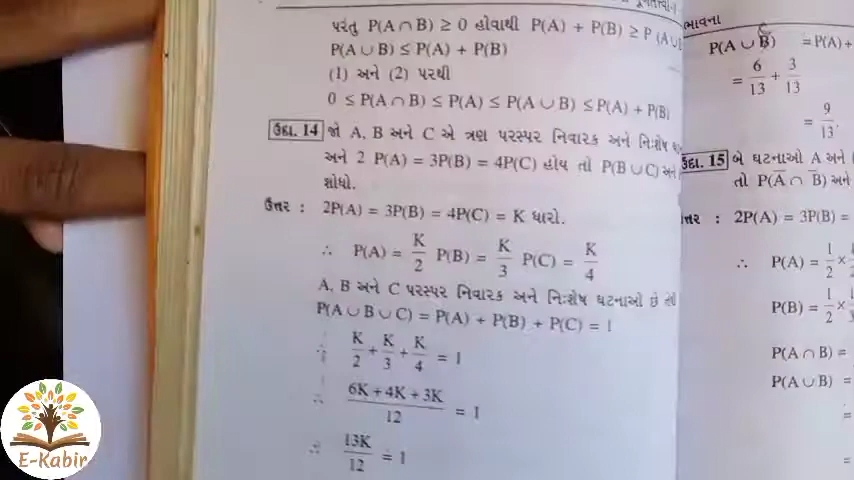 પરંતુ P(A ∩ B) ≥ 0 હોવાથી P(A) + P(B) ≥ P (A ∪
P(A ∪ B) ≤ P(A) + P(B)
(1) અને (2) પરથી
0 ≤ P(A ∩ B) ≤ P(A) ≤ P(A ∪ B) ≤ P(A) + P(B)
ઉદા. 14 જો A, B અને C એ ત્રણ પરસ્પર નિવારક અને નિઃશેષ
અને 2 P(A) = 3P(B) = 4P(C) હોય તો P(B ∪ C) અને
શોધો.
ઉત્તર : 2P(A) = 3P(B) = 4P(C) = K ધારો.
∴ P(A) = K/2 P(B) = K/3 P(C) = K/4
A, B અને C પરસ્પર નિવારક અને નિઃશેષ ઘટનાઓ છે
P(A ∪ B ∪ C) = P(A) + P(B) + P(C) = 1
∴ K/2 + K/3 + K/4 = 1
∴ 6K + 4K + 3K/12 = 1
∴ 13K/12 = 1
P(A ∪ B) = P(A) +
= 6/13 + 3/13
= 9/13.
ઉદા. 15 બે ઘટનાઓ A અને
તો P(A̅ ∩ B̅) અને
: 2P(A) = 3P(B) =
∴ P(A) = 1/2 ×
P(B) = 1/2 ×
P(A ∩ B) =
P(A ∪ B) =
=
=
E-Kabir